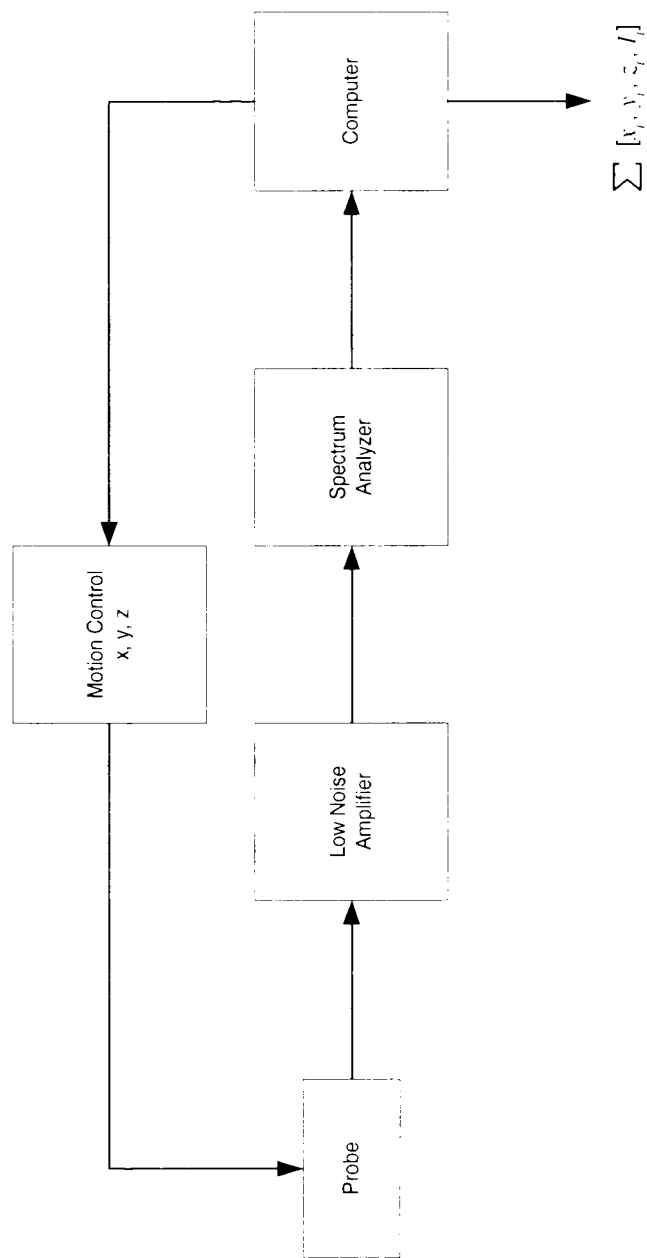 Motion Control
x, y, z
Probe
Low Noise
Amplifier
Spectrum
Analyzer
Computer
∑ [x_i, y_i, z_i, I_i]